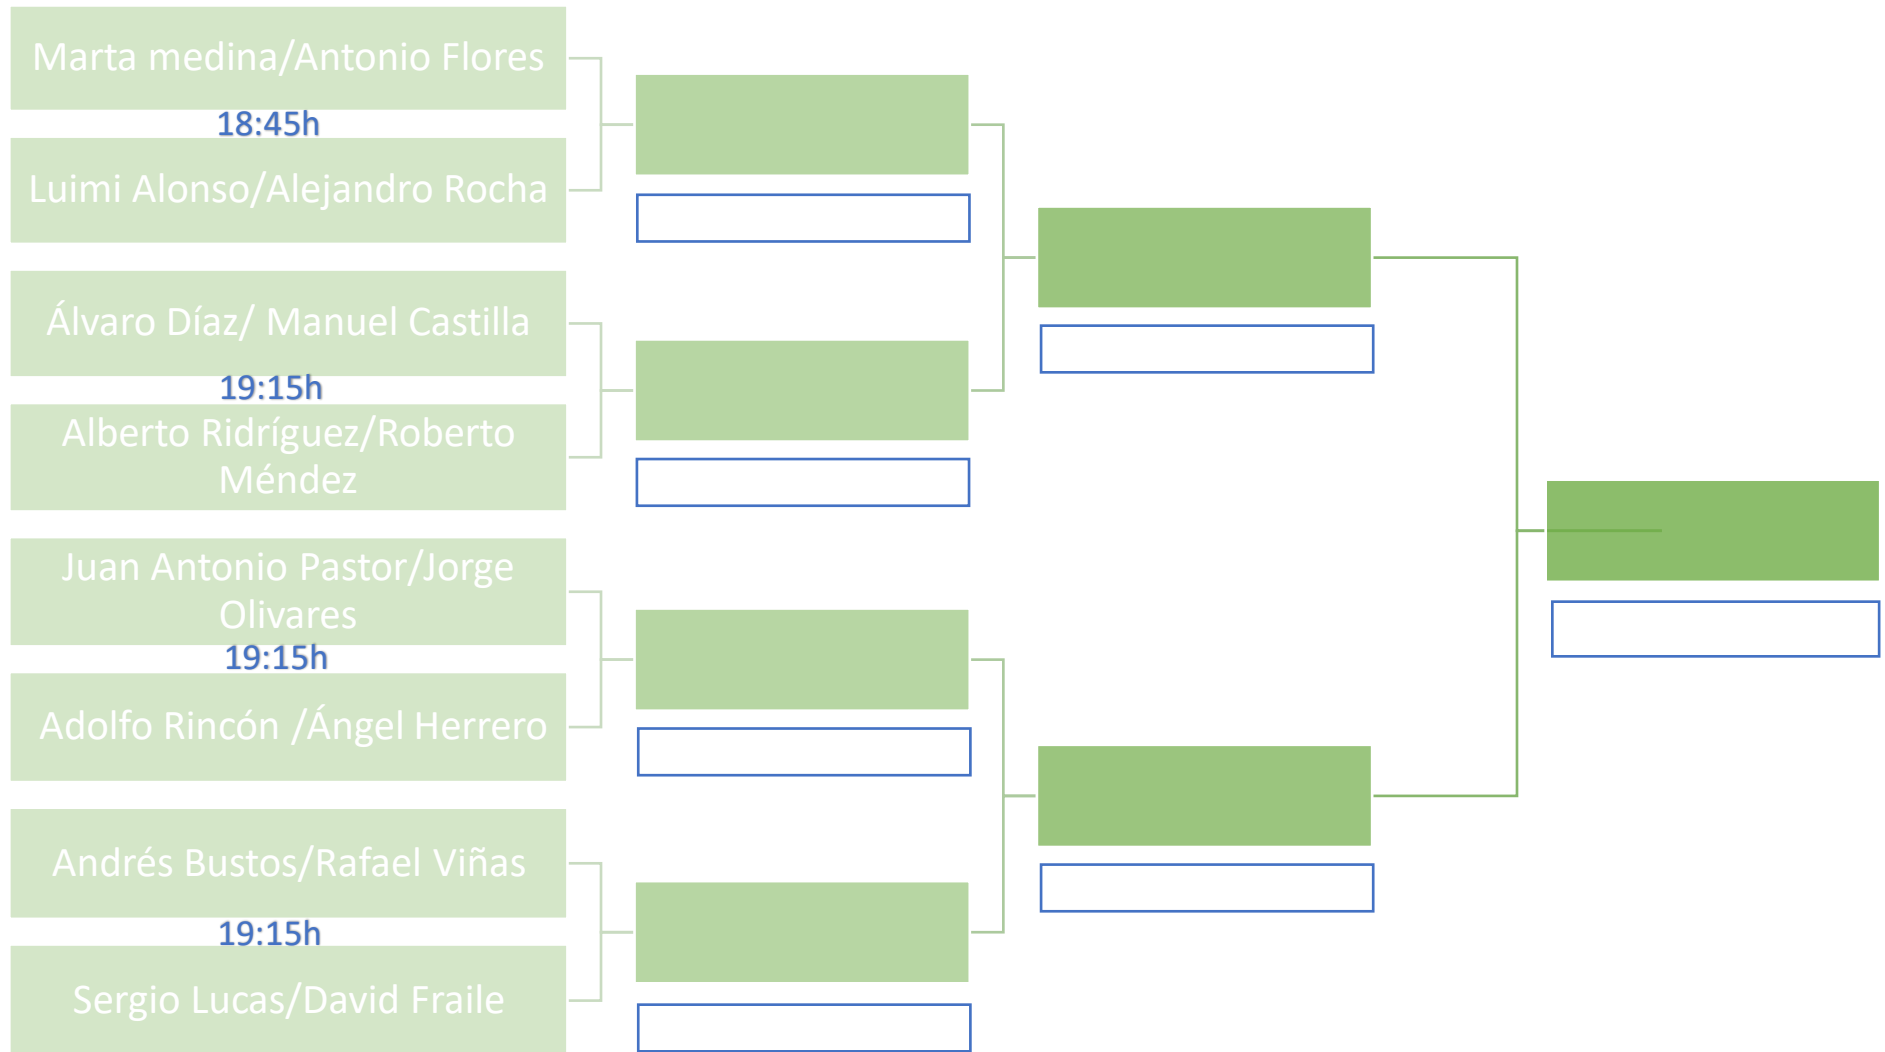 Marta medina/Antonio Flores
18:45h
Luimi Alonso/Alejandro Rocha
Álvaro Díaz/ Manuel Castilla
19:15h
Alberto Ridríguez/Roberto
Méndez
Juan Antonio Pastor/Jorge
Olivares
19:15h
Adolfo Rincón /Ángel Herrero
Andrés Bustos/Rafael Viñas
19:15h
Sergio Lucas/David Fraile